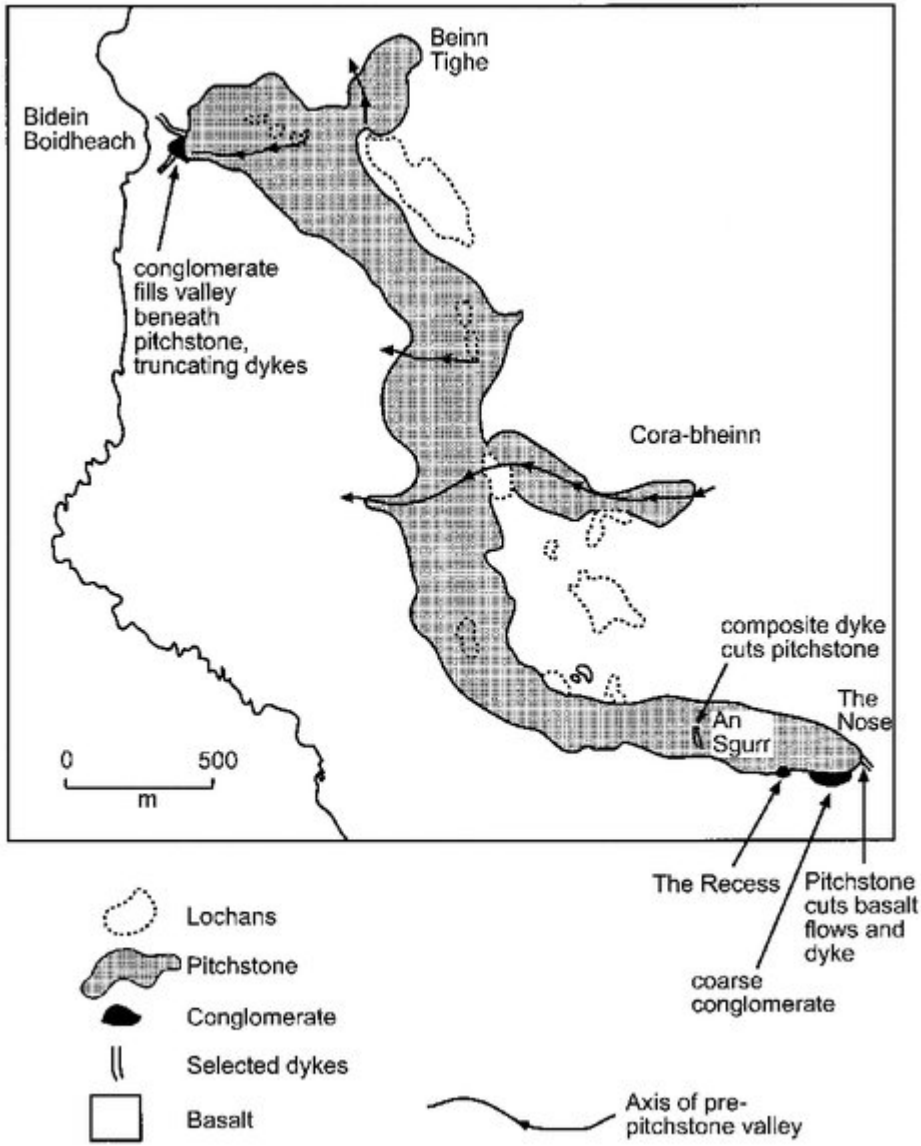 Beinn
Tighe
Bidein
Boidheach
conglomerate
fills valley
beneath
pitchstone,
truncating dykes
Cora-bheinn
composite dyke
cuts pitchstone
The
Nose
An
Sgurr
0 500
m
The Recess
Pitchstone
cuts basalt
flows and
dyke
coarse
conglomerate
Lochans
Pitchstone
Conglomerate
Selected dykes
Basalt
Axis of pre-
pitchstone valley